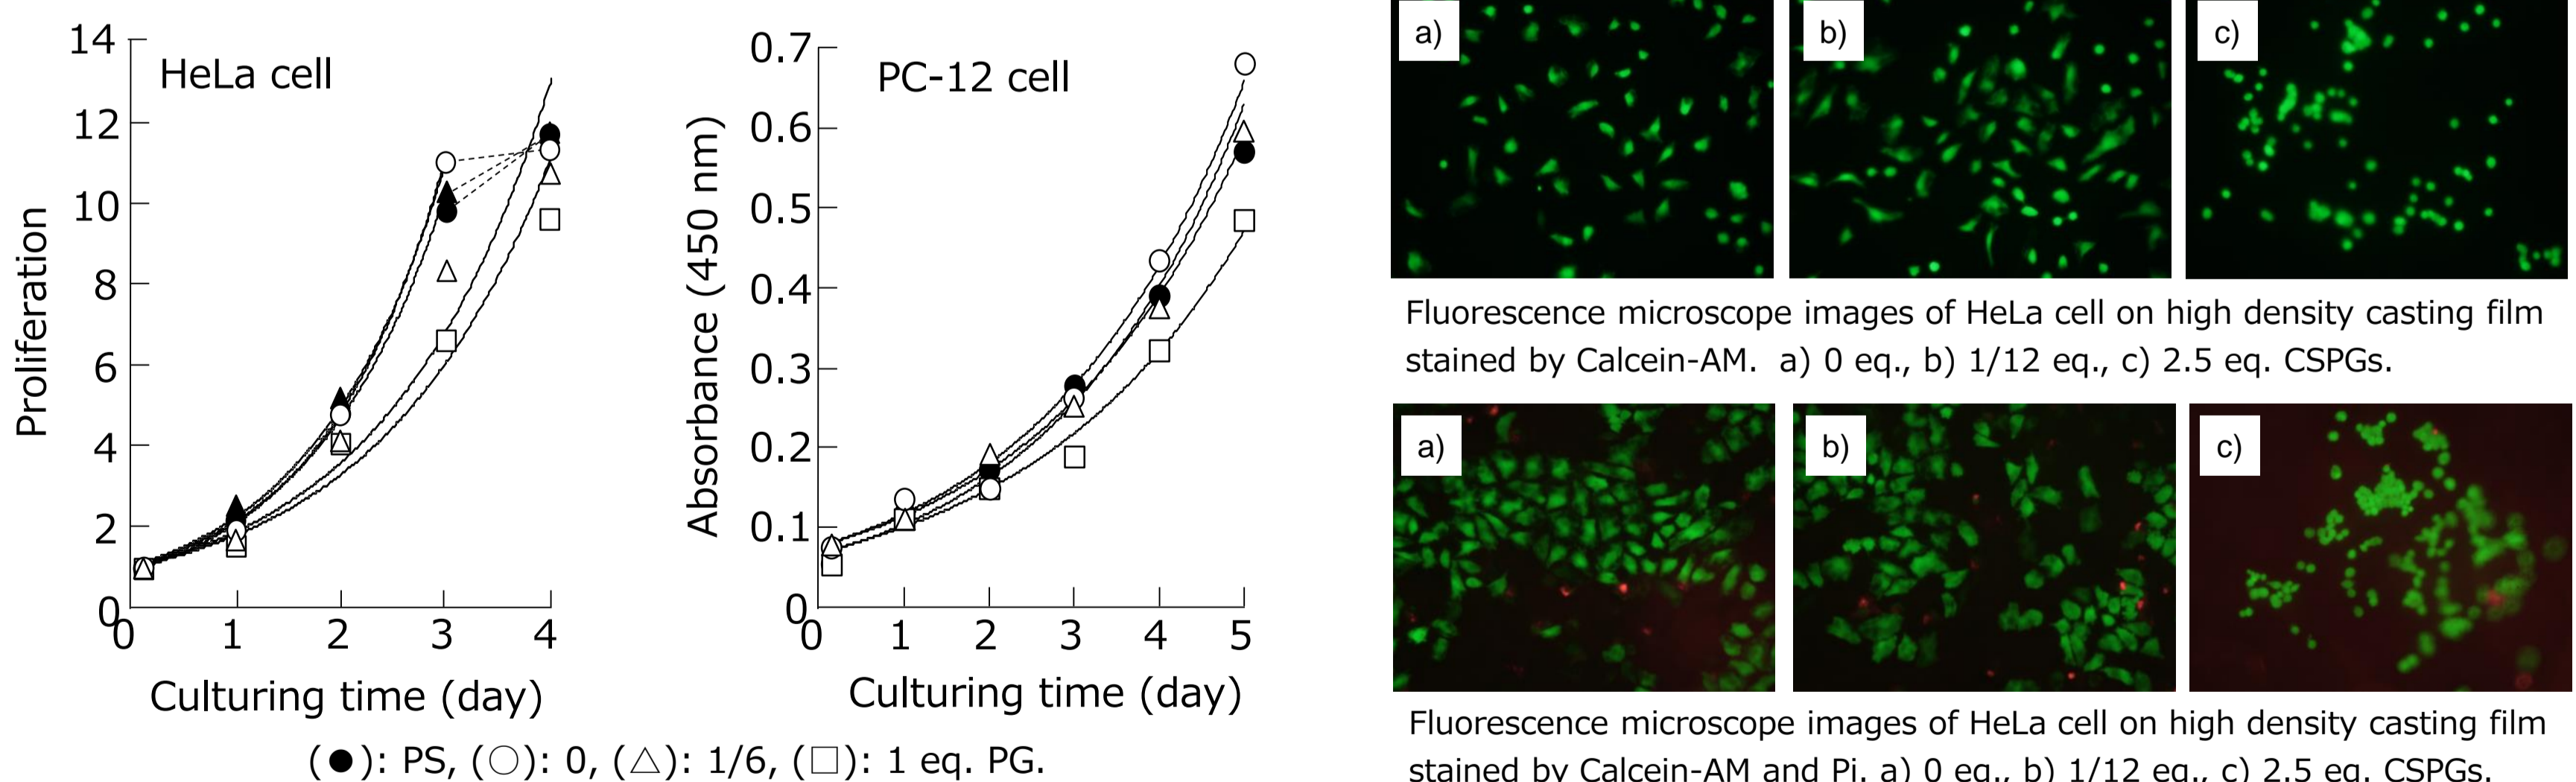 HeLa cell
Proliferation
14
12
10
8
6
4
2
0
0 1 2 3 4
Culturing time (day)
PC-12 cell
Absorbance (450 nm)
0.7
0.6
0.5
0.4
0.3
0.2
0.1
0
0 1 2 3 4 5
Culturing time (day)
(●): PS, (○): 0, (△): 1/6, (□): 1 eq. PG.
a) b) c)
Fluorescence microscope images of HeLa cell on high density casting film
stained by Calcein-AM. a) 0 eq., b) 1/12 eq., c) 2.5 eq. CSPGs.
a) b) c)
Fluorescence microscope images of HeLa cell on high density casting film
stained by Calcein-AM and Pi. a) 0 eq., b) 1/12 eq., c) 2.5 eq. CSPGs.